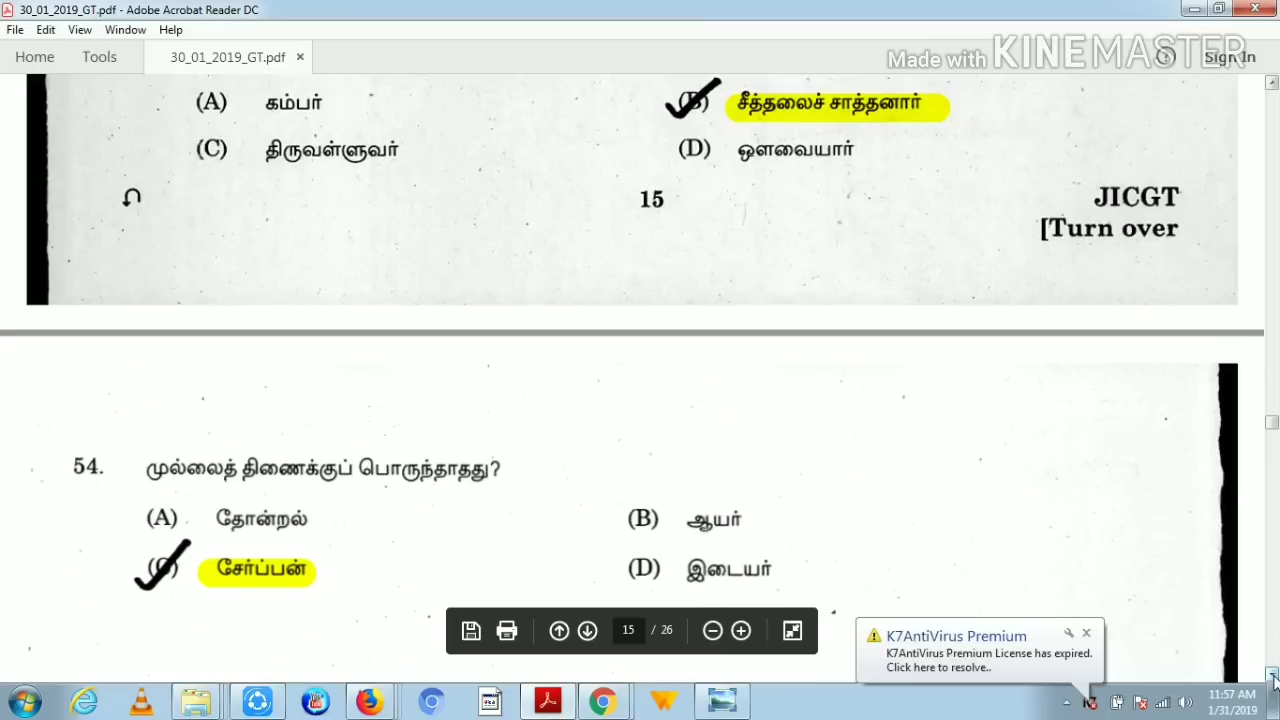 30_01_2019_GT.pdf - Adobe Acrobat Reader DC
File Edit View Window Help
Home Tools 30_01_2019_GT.pdf × Sign In
Made with KINEMASTER
(A) கம்பர் (B) சீத்தலைச் சாத்தனார்
(C) திருவள்ளுவர் (D) ஔவையார்
15 JICGT
[Turn over
54. முல்லைத் திணைக்குப் பொருந்தாதது?
(A) தோன்றல் (B) ஆயர்
(C) சேர்ப்பன் (D) இடையர்
15 / 26
K7AntiVirus Premium
K7AntiVirus Premium License has expired.
Click here to resolve..
11:57 AM
1/31/2019